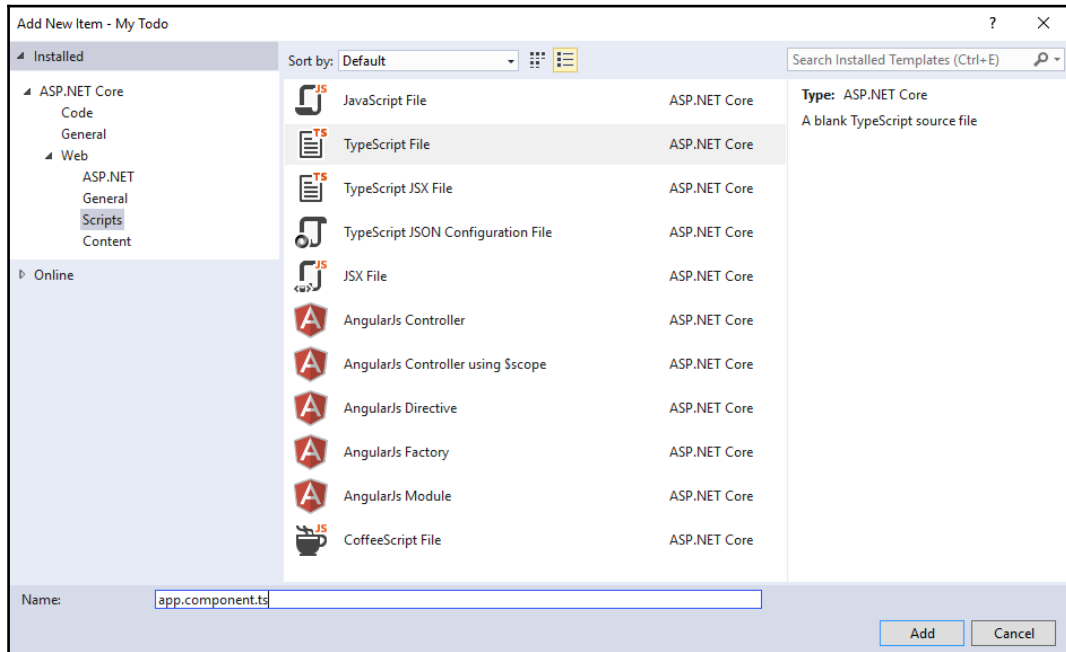 Add New Item - My Todo
?
Installed
Sort by: Default
Search Installed Templates (Ctrl+E)
ASP.NET Core
Code
General
Web
ASP.NET
General
Scripts
Content
Online
JS
JavaScript File
ASP.NET Core
TS
TypeScript File
ASP.NET Core
TS
TypeScript JSX File
ASP.NET Core
TypeScript JSON Configuration File
ASP.NET Core
JS
JSX File
ASP.NET Core
A
AngularJs Controller
ASP.NET Core
A
AngularJs Controller using $scope
ASP.NET Core
A
AngularJs Directive
ASP.NET Core
A
AngularJs Factory
ASP.NET Core
A
AngularJs Module
ASP.NET Core
JS
CoffeeScript File
ASP.NET Core
Type: ASP.NET Core
A blank TypeScript source file
Name: app.component.ts
Add Cancel